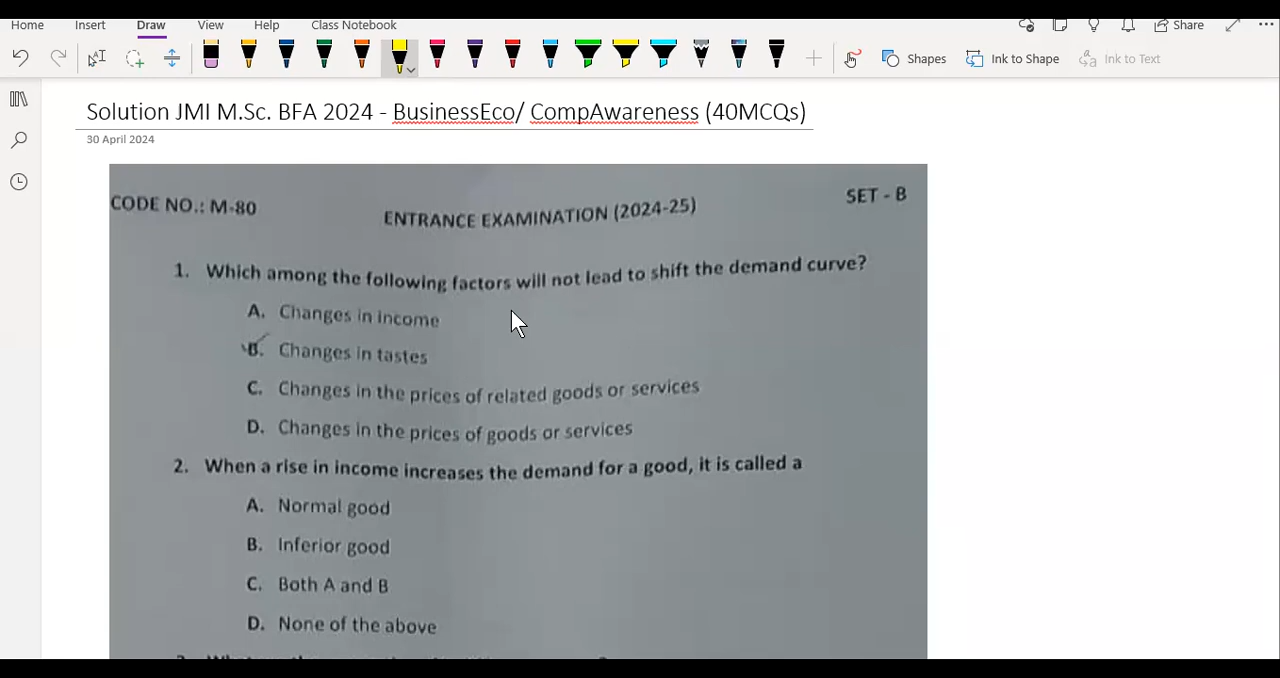 Home Insert Draw View Help Class Notebook Share
Shapes Ink to Shape Ink to Text
Solution JMI M.Sc. BFA 2024 - BusinessEco/ CompAwareness (40MCQs)
30 April 2024
CODE NO.: M-80 ENTRANCE EXAMINATION (2024-25) SET - B
1. Which among the following factors will not lead to shift the demand curve?
A. Changes in income
B. Changes in tastes
C. Changes in the prices of related goods or services
D. Changes in the prices of goods or services
2. When a rise in income increases the demand for a good, it is called a
A. Normal good
B. Inferior good
C. Both A and B
D. None of the above